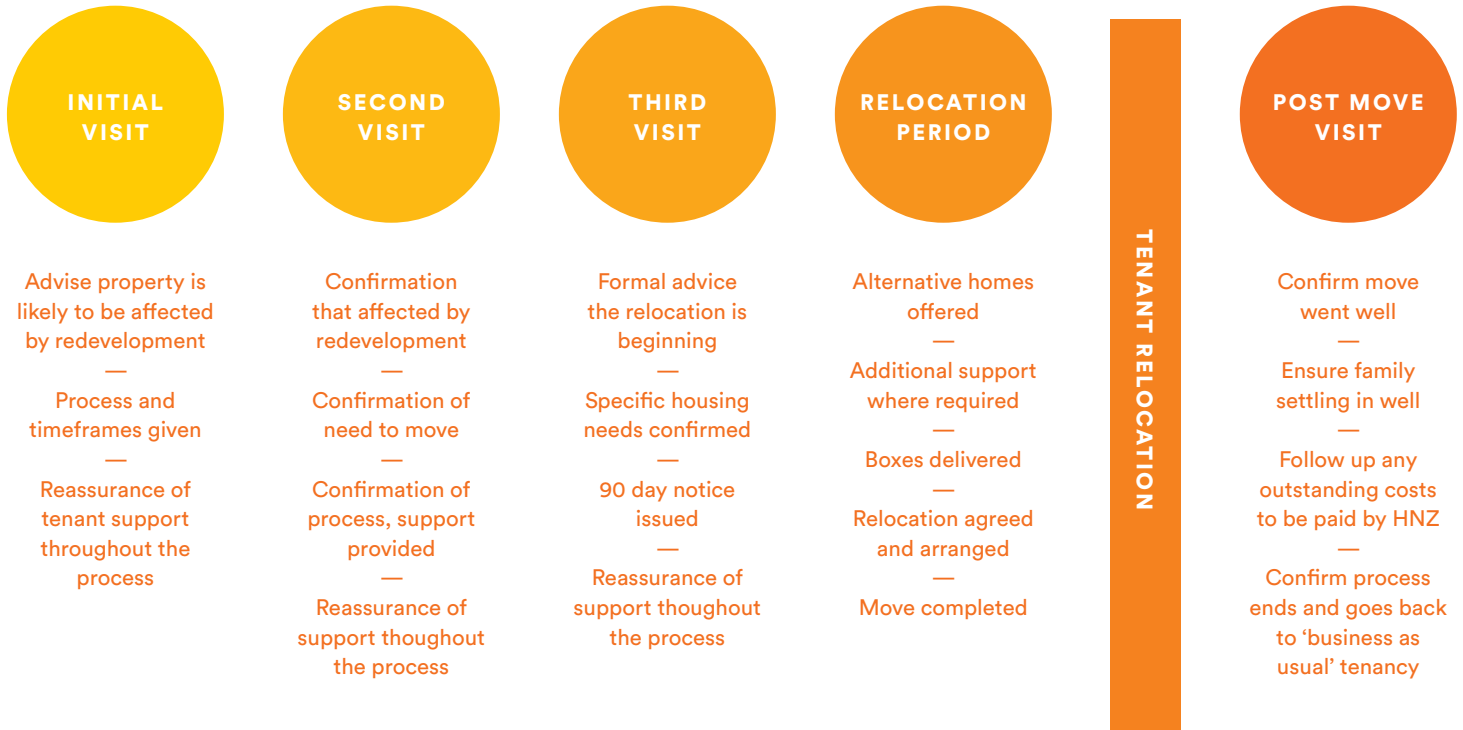 INITIAL
VISIT
Advise property is
likely to be affected
by redevelopment
—
Process and
timeframes given
—
Reassurance of
tenant support
throughout the
process
SECOND
VISIT
Confirmation
that affected by
redevelopment
—
Confirmation of
need to move
—
Confirmation of
process, support
provided
—
Reassurance of
support thoughout
the process
THIRD
VISIT
Formal advice
the relocation is
beginning
—
Specific housing
needs confirmed
—
90 day notice
issued
—
Reassurance of
support thoughout
the process
RELOCATION
PERIOD
Alternative homes
offered
—
Additional support
where required
—
Boxes delivered
—
Relocation agreed
and arranged
—
Move completed
TENANT RELOCATION
POST MOVE
VISIT
Confirm move
went well
—
Ensure family
settling in well
—
Follow up any
outstanding costs
to be paid by HNZ
—
Confirm process
ends and goes back
to ‘business as
usual’ tenancy